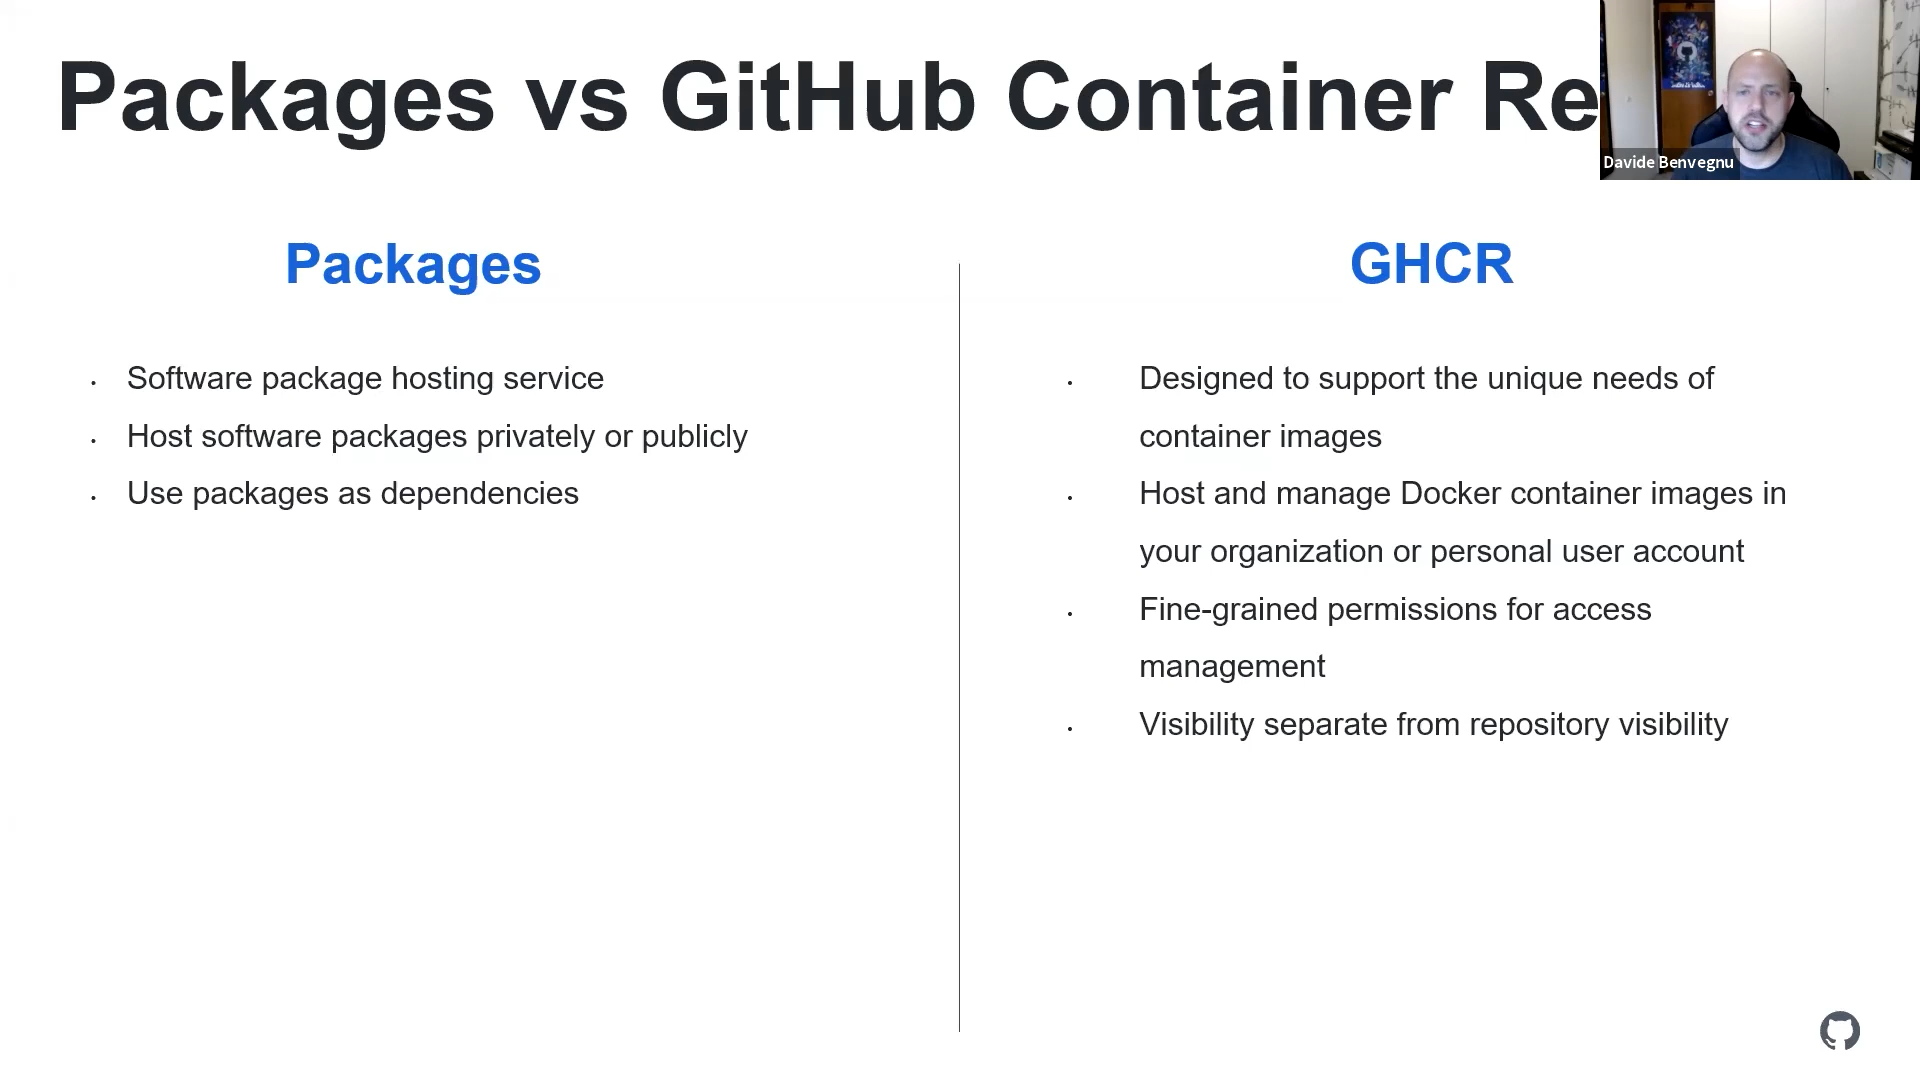 Packages vs GitHub Container Re
Davide Benvegnu
Packages
Software package hosting service
Host software packages privately or publicly
Use packages as dependencies
GHCR
Designed to support the unique needs of
container images
Host and manage Docker container images in
your organization or personal user account
Fine-grained permissions for access
management
Visibility separate from repository visibility